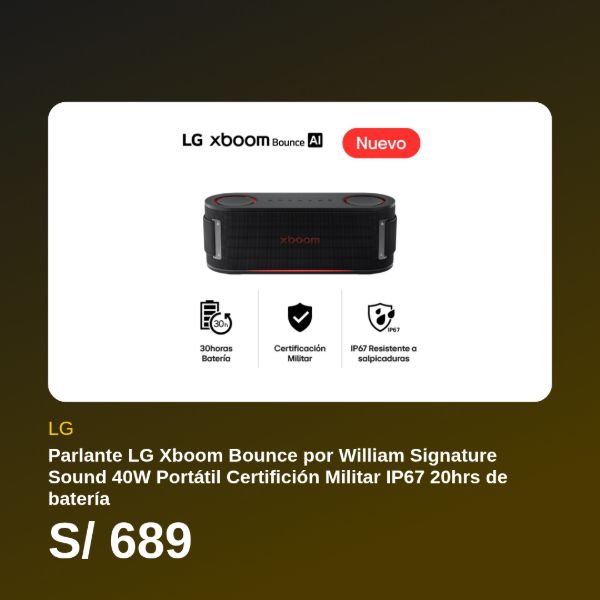 LG xboom Bounce AI
Nuevo
xboom
30h
IP67
30horas
Batería
Certificación
Militar
IP67 Resistente a
salpicaduras
LG
Parlante LG Xboom Bounce por William Signature
Sound 40W Portátil Certifición Militar IP67 20hrs de
batería
S/ 689